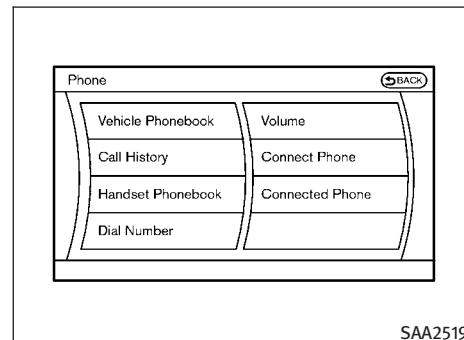 Phone
BACK
Vehicle Phonebook
Volume
Call History
Connect Phone
Handset Phonebook
Connected Phone
Dial Number
SAA2519